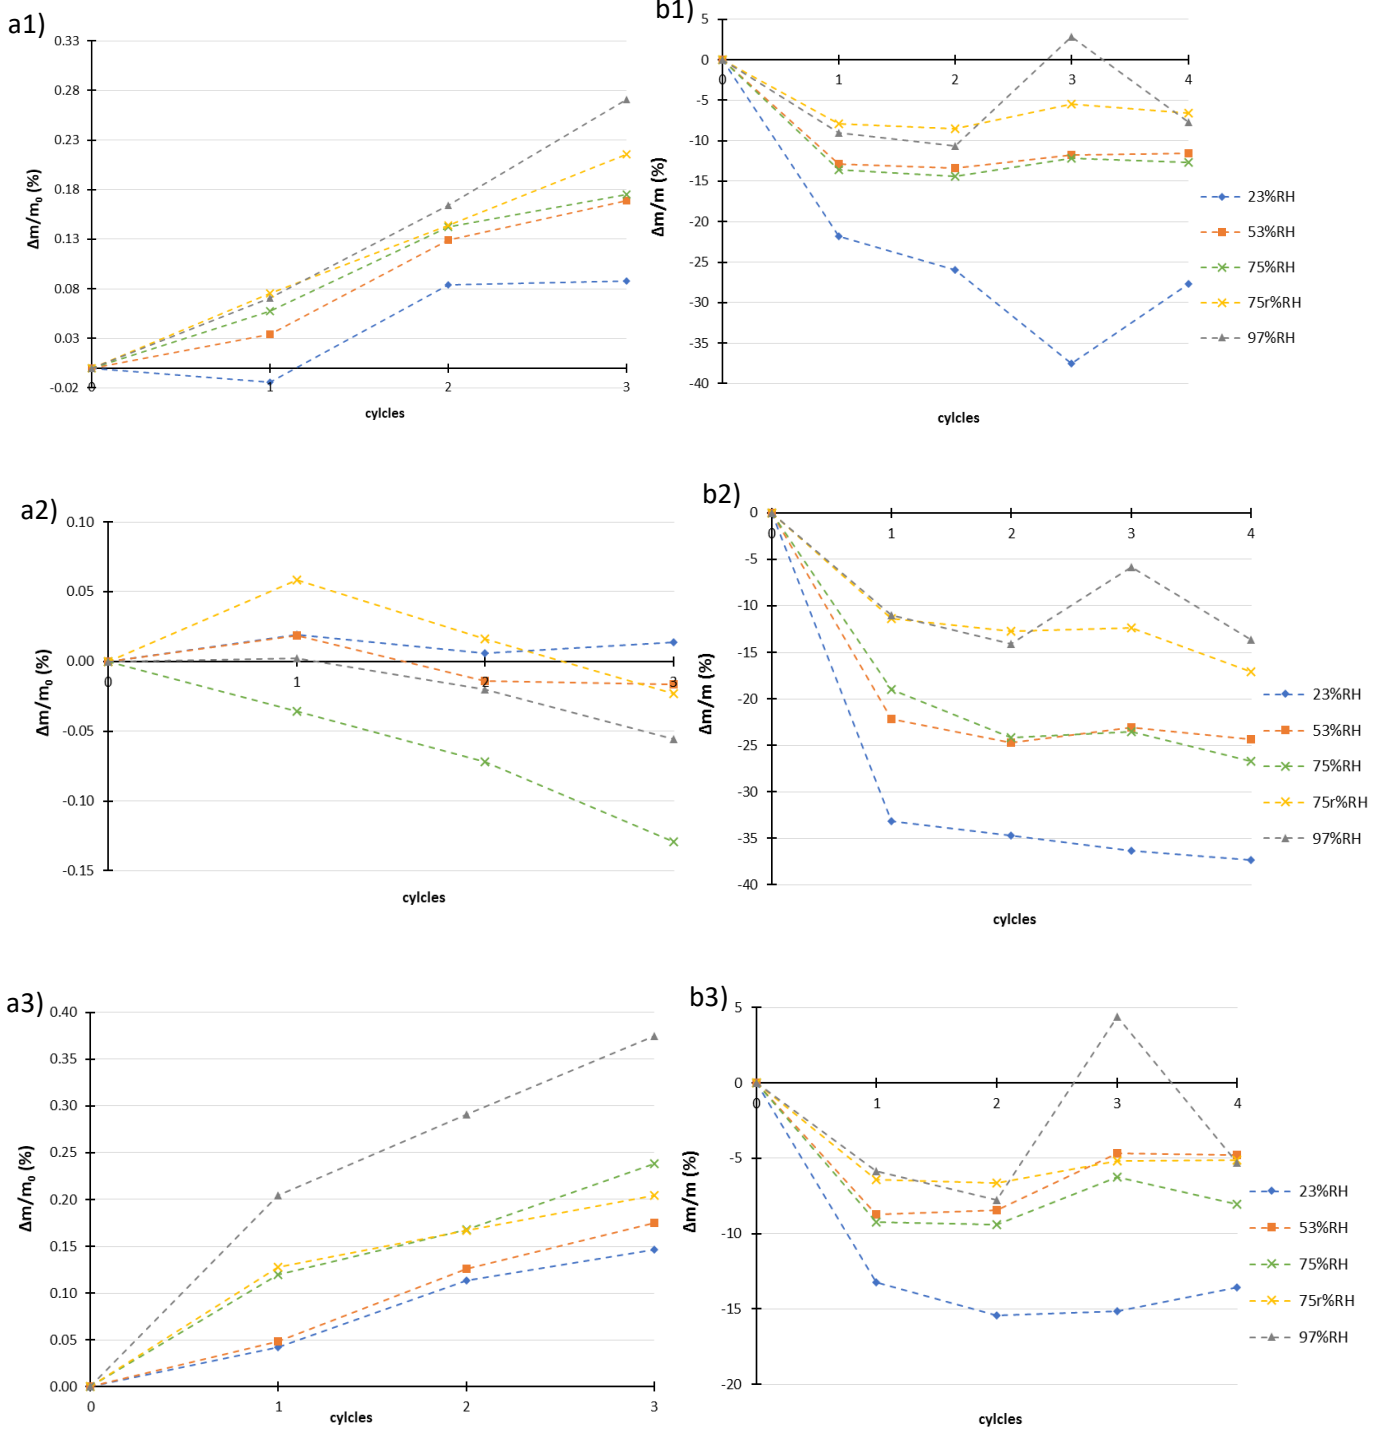 a1)
0.33
0.28
0.23
0.18
0.13
0.08
0.03
-0.02
0
1
2
3
Δm/m0 (%)
cylcles
b1)
5
0
-5
-10
-15
-20
-25
-30
-35
-40
0
1
2
3
4
Δm/m (%)
cylcles
23%RH
53%RH
75%RH
75r%RH
97%RH
a2)
0.10
0.05
0.00
-0.05
-0.10
-0.15
0
1
2
3
Δm/m0 (%)
cylcles
b2)
0
-5
-10
-15
-20
-25
-30
-35
-40
0
1
2
3
4
Δm/m (%)
cylcles
23%RH
53%RH
75%RH
75r%RH
97%RH
a3)
0.40
0.35
0.30
0.25
0.20
0.15
0.10
0.05
0.00
0
1
2
3
Δm/m0 (%)
cylcles
b3)
5
0
-5
-10
-15
-20
0
1
2
3
4
Δm/m (%)
cylcles
23%RH
53%RH
75%RH
75r%RH
97%RH